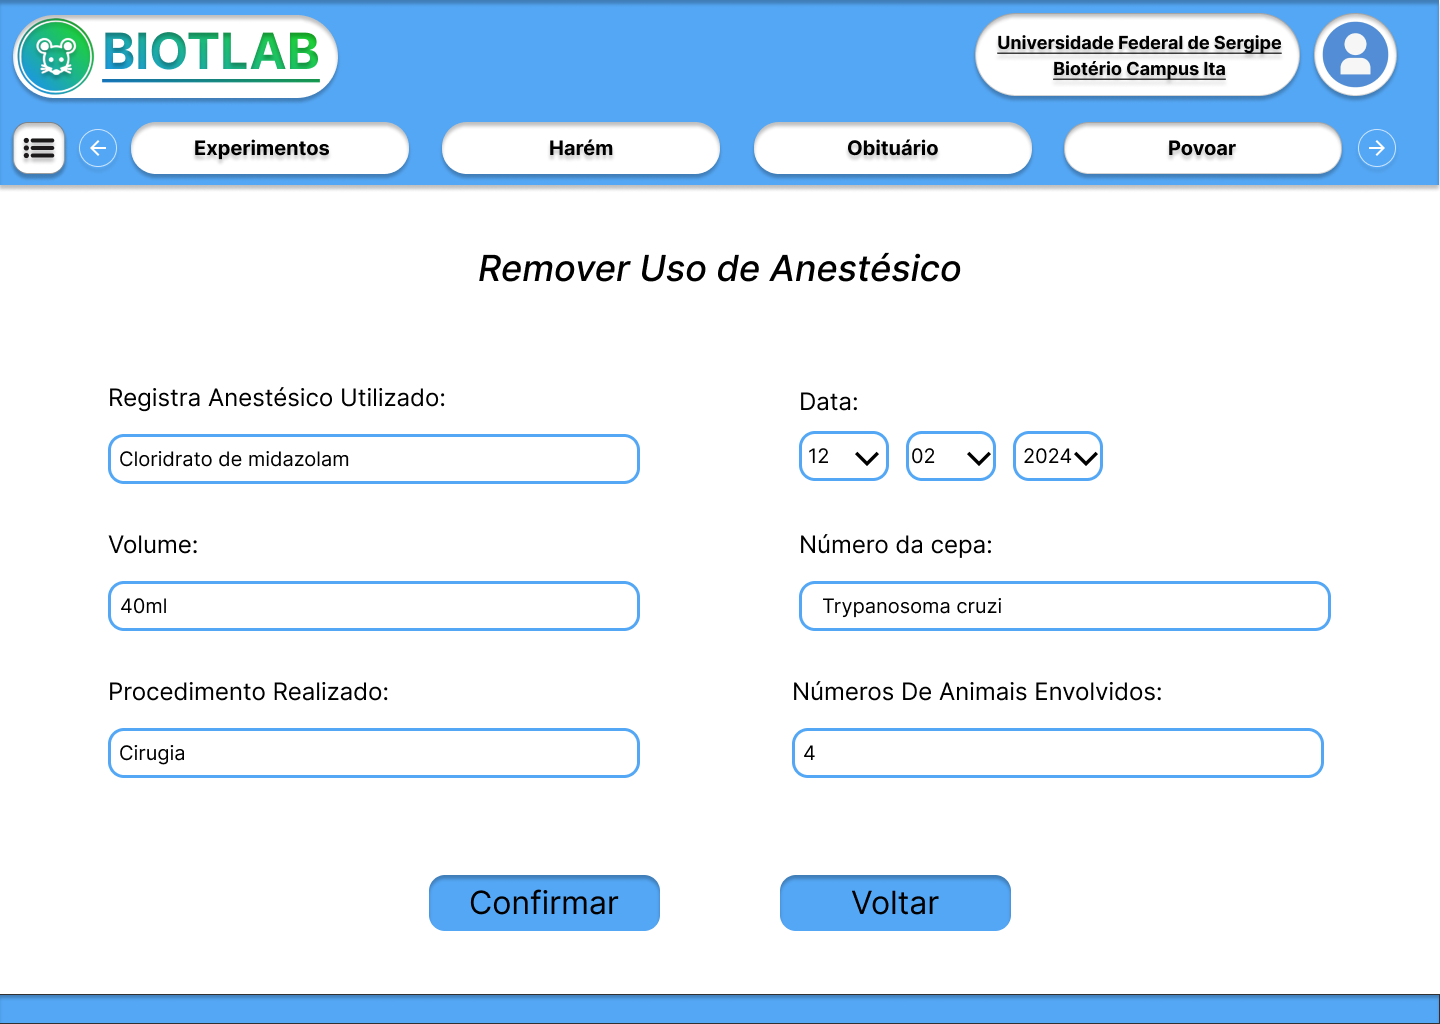 BIOTLAB
Universidade Federal de Sergipe
Biotério Campus Ita
Experimentos
Harém
Obituário
Povoar
Remover Uso de Anestésico
Registra Anestésico Utilizado:
Cloridrato de midazolam
Data:
12
02
2024
Volume:
40ml
Número da cepa:
Trypanosoma cruzi
Procedimento Realizado:
Cirugia
Números De Animais Envolvidos:
4
Confirmar
Voltar